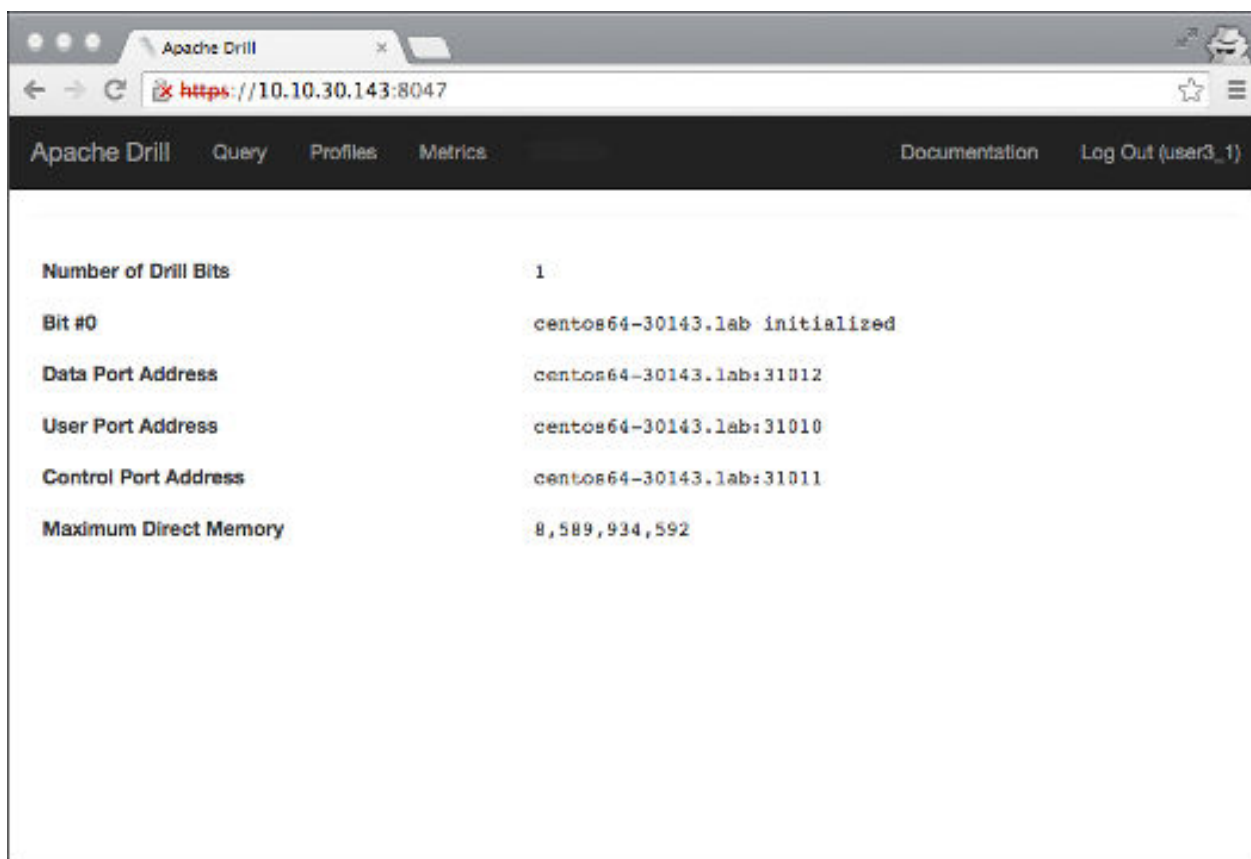 Apache Drill
https://10.10.30.143:8047
Apache Drill Query Profiles Metrics Documentation Log Out (user3_1)
Number of Drill Bits 1
Bit #0 centos64-30143.lab initialized
Data Port Address centos64-30143.lab:31012
User Port Address centos64-30143.lab:31010
Control Port Address centos64-30143.lab:31011
Maximum Direct Memory 8,589,934,592